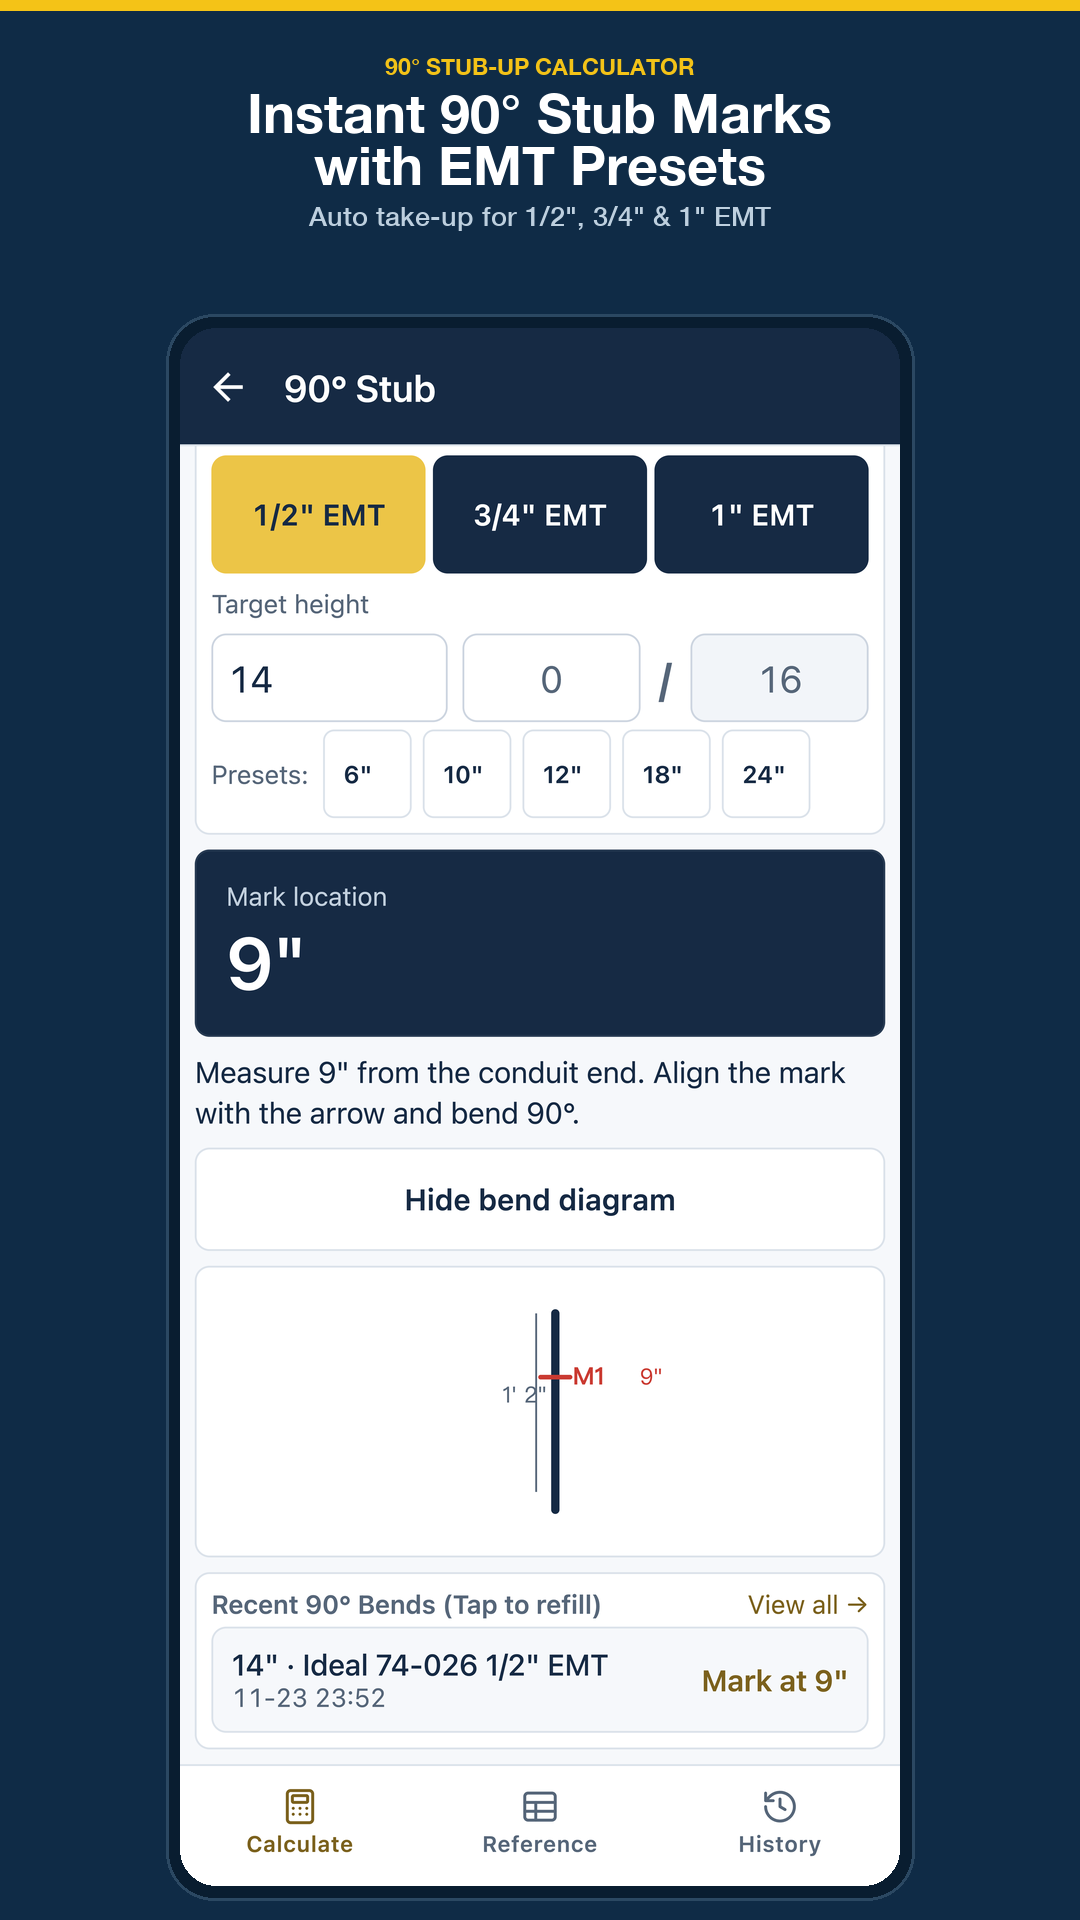 90° STUB-UP CALCULATOR
Instant 90° Stub Marks
with EMT Presets
Auto take-up for 1/2", 3/4" & 1" EMT
90° Stub
1/2" EMT 3/4" EMT 1" EMT
Target height
14 0 / 16
Presets: 6" 10" 12" 18" 24"
Mark location
9"
Measure 9" from the conduit end. Align the mark
with the arrow and bend 90°.
Hide bend diagram
M1 9"
1' 2"
Recent 90° Bends (Tap to refill) View all →
14" · Ideal 74-026 1/2" EMT
11-23 23:52
Mark at 9"
Calculate Reference History